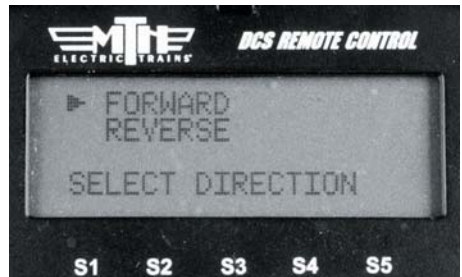 MTH
ELECTRIC TRAINS®
DCS REMOTE CONTROL
FORWARD
REVERSE
SELECT DIRECTION
S1 S2 S3 S4 S5